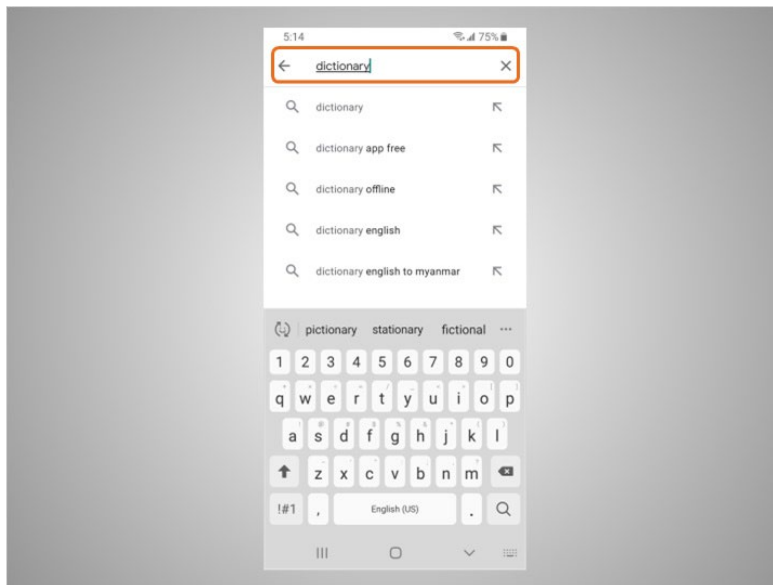 5:14 75%
dictionary
dictionary
dictionary app free
dictionary offline
dictionary english
dictionary english to myanmar
pictionary stationary fictional ...
1 2 3 4 5 6 7 8 9 0
q w e r t y u i o p
a s d f g h j k l
z x c v b n m
!#1 , English (US) .